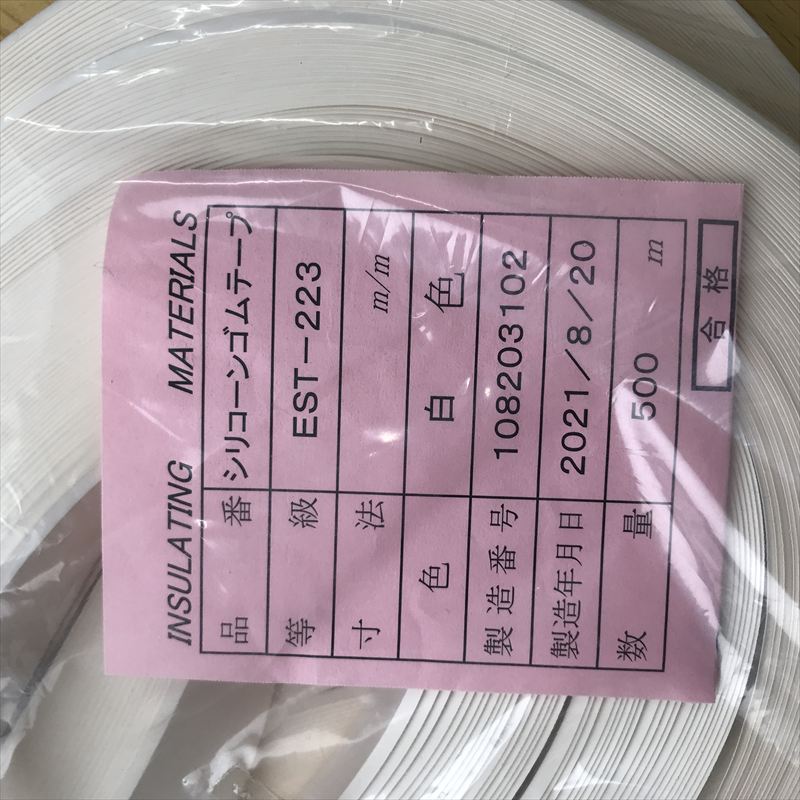 INSULATING MATERIALS
品番 シリコーンゴムテープ
等級 EST-223
寸法 m/m
色 白色
製造番号 108203102
製造年月日 2021/8/20
数量 500 m
合格